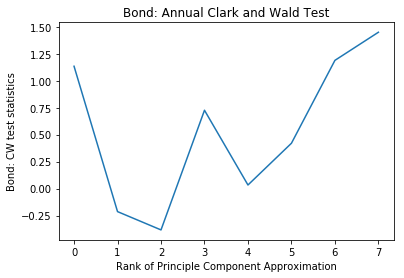 Bond: Annual Clark and Wald Test
Bond: CW test statistics
1.50
1.25
1.00
0.75
0.50
0.25
0.00
−0.25
0 1 2 3 4 5 6 7
Rank of Principle Component Approximation